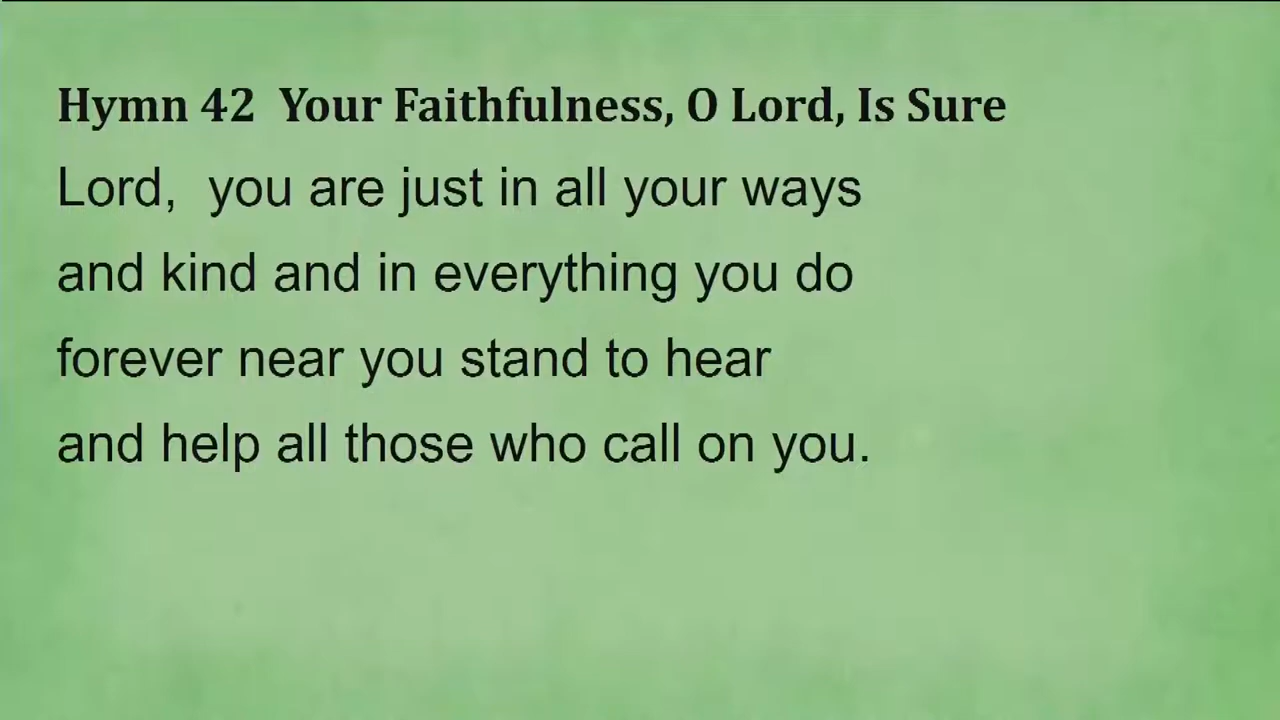 Hymn 42  Your Faithfulness, O Lord, Is Sure
Lord,  you are just in all your ways
and kind and in everything you do
forever near you stand to hear
and help all those who call on you.